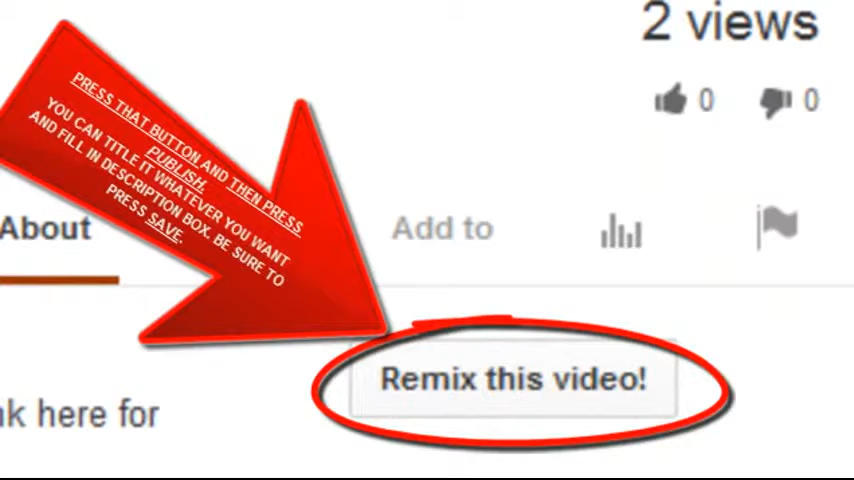 2 views
0 0
PRESS THAT BUTTON AND THEN PRESS
PUBLISH.
YOU CAN TITLE IT WHATEVER YOU WANT
AND FILL IN DESCRIPTION BOX. BE SURE TO
PRESS SAVE.
About Add to
Remix this video!
nk here for